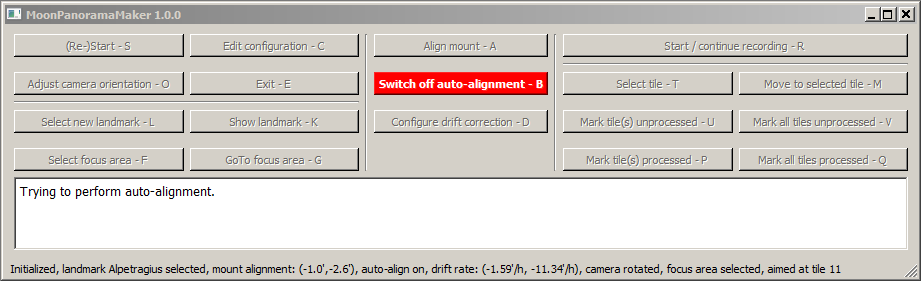 MoonPanoramaMaker 1.0.0
(Re-)Start - S
Edit configuration - C
Align mount - A
Start / continue recording - R
Adjust camera orientation - O
Exit - E
Switch off auto-alignment - B
Select tile - T
Move to selected tile - M
Select new landmark - L
Show landmark - K
Configure drift correction - D
Mark tile(s) unprocessed - U
Mark all tiles unprocessed - V
Select focus area - F
GoTo focus area - G
Mark tile(s) processed - P
Mark all tiles processed - Q
Trying to perform auto-alignment.
Initialized, landmark Alpetragius selected, mount alignment: (-1.0',-2.6'), auto-align on, drift rate: (-1.59'/h, -11.34'/h), camera rotated, focus area selected, aimed at tile 11